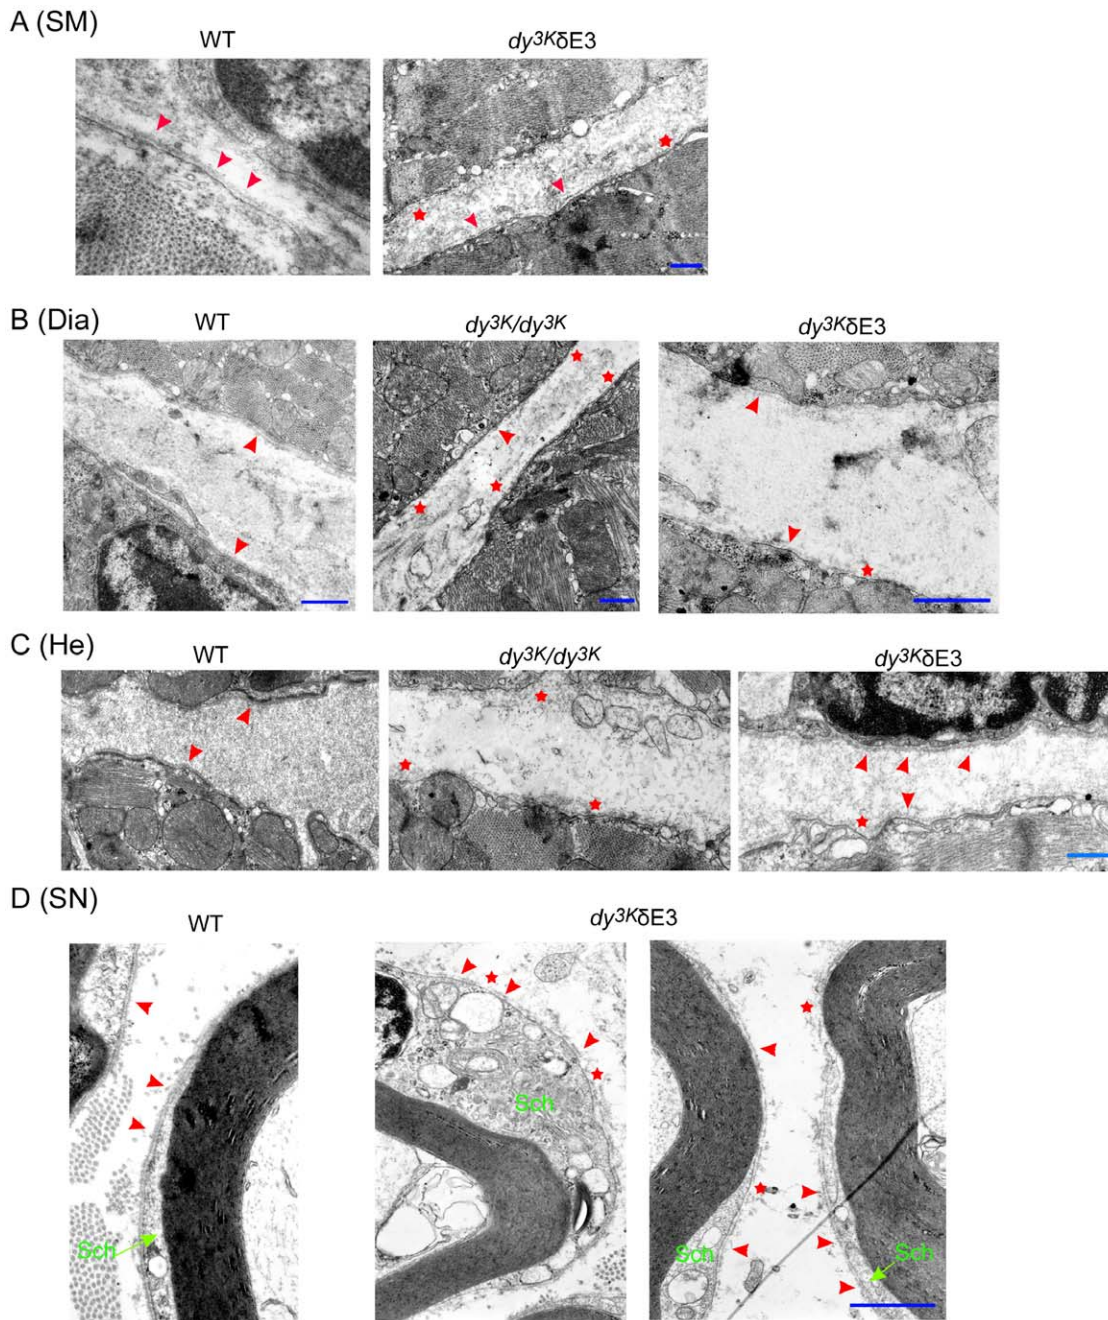 A (SM)
WT
dy3KδE3
B (Dia)
WT
dy3K/dy3K
dy3KδE3
C (He)
WT
dy3K/dy3K
dy3KδE3
D (SN)
WT
dy3KδE3
Sch
Sch
Sch
Sch